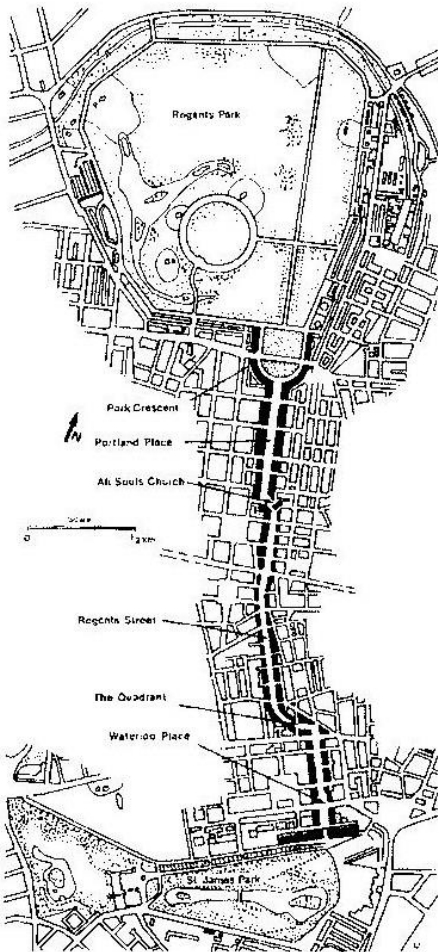 Regents Park
Park Crescent
Portland Place
All Souls Church
N
0
Regents Street
The Quadrant
Waterloo Place
St James Park